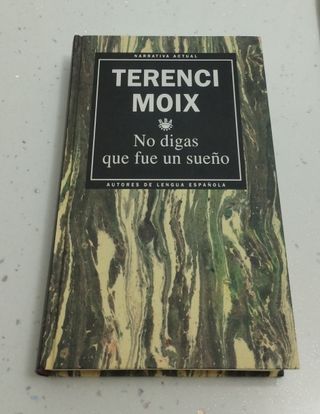 NARRATIVA ACTUAL
TERENCI
MOIX
No digas
que fue un sueño
AUTORES DE LENGUA ESPAÑOLA